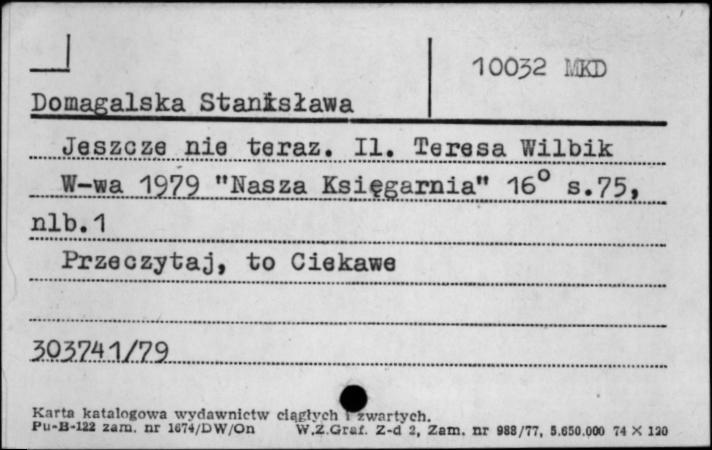 10032 MKD
Domagalska Stanisława
Jeszcze nie teraz. Il. Teresa Wilbik
W-wa 1979 "Nasza Księgarnia" 16° s.75,
nlb.1
Przeczytaj, to Ciekawe
303741/79
Karta katalogowa wydawnictw ciągłych i zwartych.
Pu-B-122 zam. nr 1674/DW/On W.Z.Graf. Z-d 2, Zam. nr 988/77, 5.650.000 74 X 120